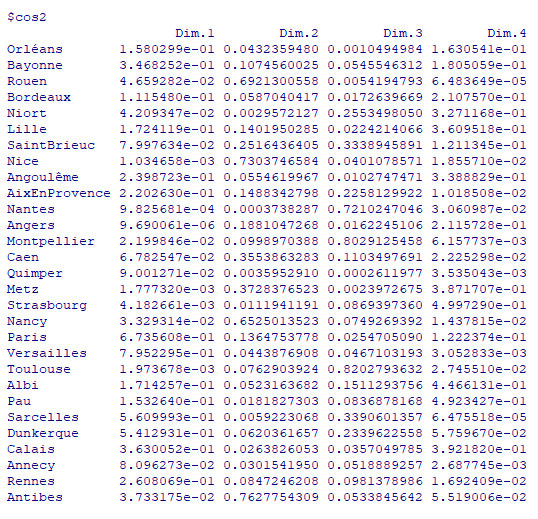 $cos2
Dim.1 Dim.2 Dim.3 Dim.4
Orléans 1.580299e-01 0.0432359480 0.0010494984 1.630541e-01
Bayonne 3.468252e-01 0.1074560025 0.0545546312 1.805059e-01
Rouen 4.659282e-02 0.6921300558 0.0054194793 6.483649e-05
Bordeaux 1.115480e-01 0.0587040417 0.0172639669 2.107570e-01
Niort 4.209347e-02 0.0029572127 0.2553498050 3.271168e-01
Lille 1.724119e-01 0.1401950285 0.0224214066 3.609518e-01
SaintBrieuc 7.997634e-02 0.2516436405 0.3338945891 1.211345e-01
Nice 1.034658e-03 0.7303746584 0.0401078571 1.855710e-02
Angoulême 2.398723e-01 0.0554619967 0.0102747471 3.388829e-01
AixEnProvence 2.202630e-01 0.1488342798 0.2258129922 1.018508e-02
Nantes 9.825681e-04 0.0003738287 0.7210247046 3.060987e-02
Angers 9.690061e-06 0.1881047268 0.0162245106 2.115728e-01
Montpellier 2.199846e-02 0.0998970388 0.8029125458 6.157737e-03
Caen 6.782547e-02 0.3553863283 0.1103497691 2.225298e-02
Quimper 9.001271e-02 0.0035952910 0.0002611977 3.535043e-03
Metz 1.777320e-03 0.3728376523 0.0023972675 3.871707e-01
Strasbourg 4.182661e-03 0.0111941191 0.0869397360 4.997290e-01
Nancy 3.329314e-02 0.6525013523 0.0749269392 1.437815e-02
Paris 6.735608e-01 0.1364753778 0.0254705090 1.222374e-01
Versailles 7.952295e-01 0.0443876908 0.0467103193 3.052833e-03
Toulouse 1.973678e-03 0.0762903924 0.8202793632 2.745510e-02
Albi 1.714257e-01 0.0523163682 0.1511293756 4.466131e-01
Pau 1.532640e-01 0.0181827303 0.0836878168 4.923427e-01
Sarcelles 5.609993e-01 0.0059223068 0.3390601357 6.475518e-05
Dunkerque 5.412931e-01 0.0620361657 0.2339622558 5.759670e-02
Calais 3.630052e-01 0.0263826053 0.0357049785 3.921820e-01
Annecy 8.096273e-02 0.0301541950 0.0518889257 2.687745e-03
Rennes 2.608069e-01 0.0847246208 0.0981378986 1.692409e-02
Antibes 3.733175e-02 0.7627754309 0.0533845642 5.519006e-02